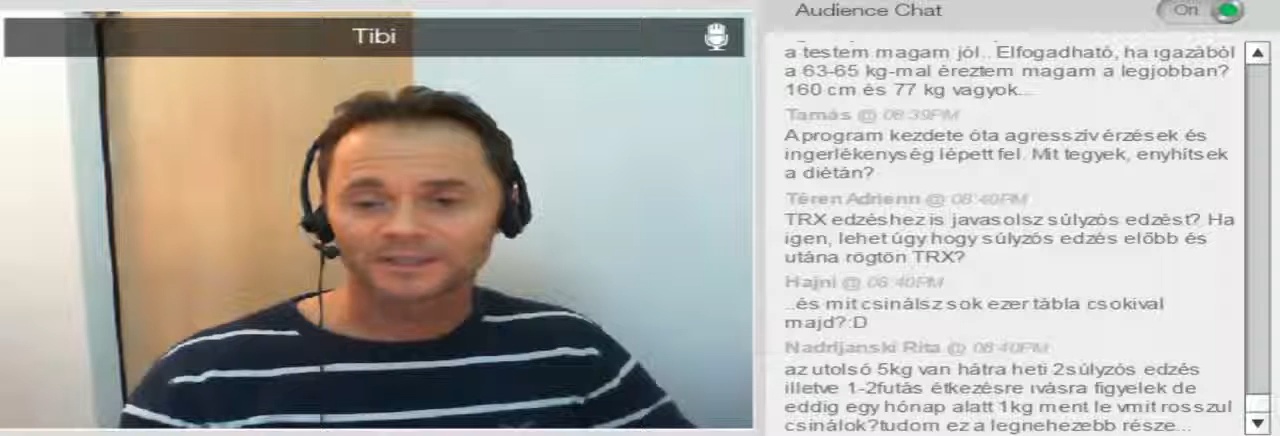 Tibi
Audience Chat
On
a testem magam jól.. Elfogadható, ha igazából
a 63-65 kg-mal éreztem magam a legjobban?
160 cm és 77 kg vagyok...
Tamás @ 08:39PM
A program kezdete óta agresszív érzések és
ingerlékenység lépett fel. Mit tegyek, enyhítsek
a diétán?
Téren Adrienn @ 08:40PM
TRX edzéshez is javasolsz súlyzós edzést? Ha
igen, lehet úgy hogy súlyzós edzés előbb és
utána rögtön TRX?
Hajni @ 08:40PM
..és mit csinálsz sok ezer tábla csokival
majd?:D
Nadrljanski Rita @ 08:40PM
az utolsó 5kg van hátra heti 2súlyzós edzés
illetve 1-2futás étkezésre ivásra figyelek de
eddig egy hónap alatt 1kg ment le vmit rosszul
csinálok?tudom ez a legnehezebb része...